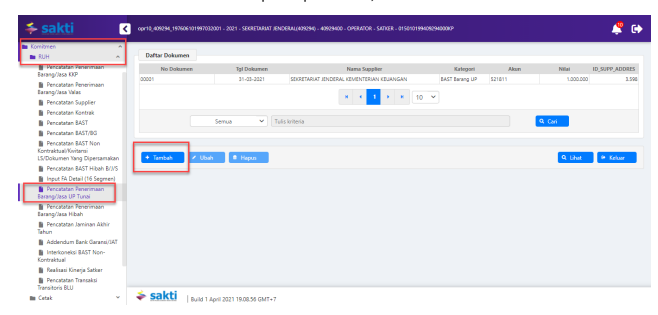 sakti
opr10_409294_197606101997032001 - 2021 - SEKRETARIAT JENDERAL(409294) - 40929400 - OPERATOR - SATKER - 015010199409294000KP
Komitmen
RUH
Pencatatan Penerimaan
Barang/Jasa KKP
Pencatatan Penerimaan
Barang/Jasa Valas
Pencatatan Supplier
Pencatatan Kontrak
Pencatatan BAST
Pencatatan BAST/BG
Pencatatan BAST Non
Kontraktual/Kwitansi
LS/Dokumen Yang Dipersamakan
Pencatatan BAST Hibah B/J/S
Input FA Detail (16 Segmen)
Pencatatan Penerimaan
Barang/Jasa UP Tunai
Pencatatan Penerimaan
Barang/Jasa Hibah
Pencatatan Jaminan Akhir
Tahun
Addendum Bank Garansi/JAT
Interkoneksi BAST Non-
Kontraktual
Realisasi Kinerja Satker
Pencatatan Transaksi
Transitoris BLU
Cetak
Daftar Dokumen
No Dokumen Tgl Dokumen Nama Supplier Kategori Akun Nilai ID_SUPP_ADDRES
00001 31-03-2021 SEKRETARIAT JENDERAL KEMENTERIAN KEUANGAN BAST Barang UP 521811 1.000.000 3.596
1 10
Semua Tulis kriteria Cari
+ Tambah Ubah Hapus Lihat Keluar
sakti | Build 1 April 2021 19.08.56 GMT+7